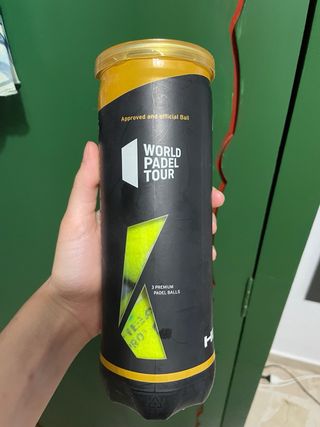 Approved and official Ball
WORLD
PADEL
TOUR
3 PREMIUM
PADEL BALLS